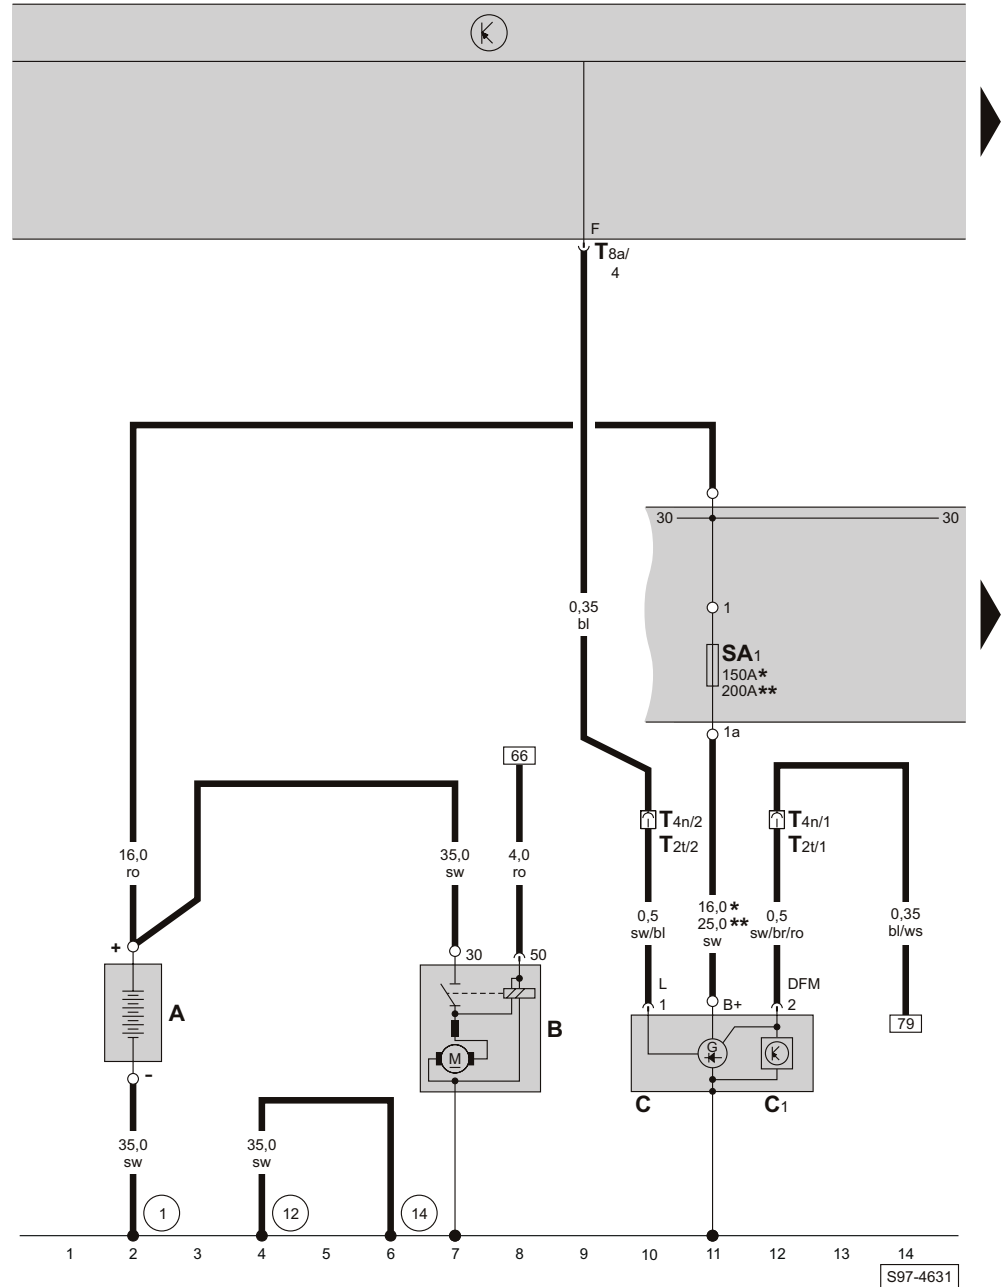 F
T8a/
4
30
30
0,35
bl
1
SA1
150A*
200A**
1a
66
T4n/2
T2t/2
T4n/1
T2t/1
16,0
ro
35,0
sw
4,0
ro
0,5
sw/bl
16,0 *
25,0 **
sw
0,5
sw/br/ro
0,35
bl/ws
+
30
50
L
1
B+
DFM
2
79
A
B
M
G
-
C
C1
35,0
sw
35,0
sw
1
12
14
1 2 3 4 5 6 7 8 9 10 11 12 13 14
S97-4631